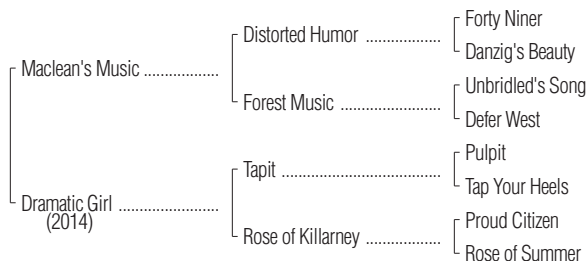 Forty Niner
Distorted Humor ..................
Danzig's Beauty
Maclean's Music ..................
Unbridled's Song
Forest Music ..................
Defer West
Pulpit
Tapit ......................................
Tap Your Heels
Dramatic Girl ........................
(2014)
Proud Citizen
Rose of Killarney ..................
Rose of Summer